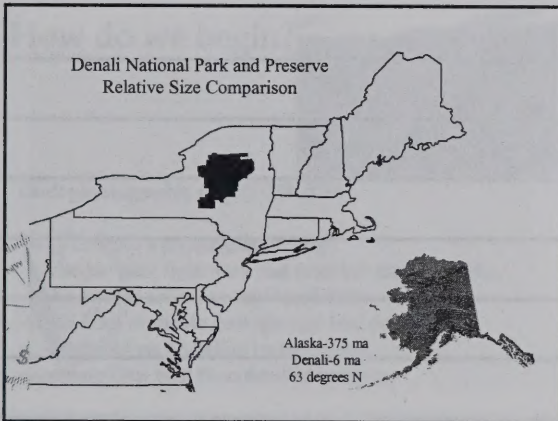 Denali National Park and Preserve
Relative Size Comparison
Alaska-375 ma
Denali-6 ma
63 degrees N